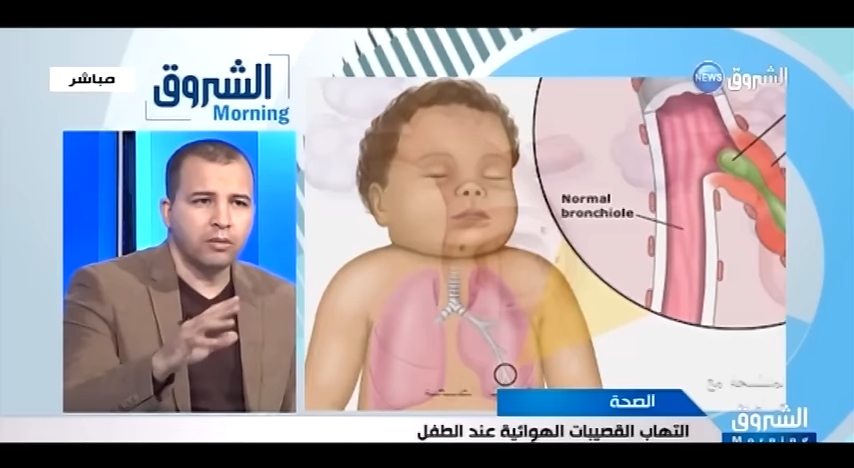 مباشر
الشروق
Morning
NEWS الشروق
Normal
bronchiole
الصحة
التهاب القصيبات الهوائية عند الطفل
الشروق
Morning